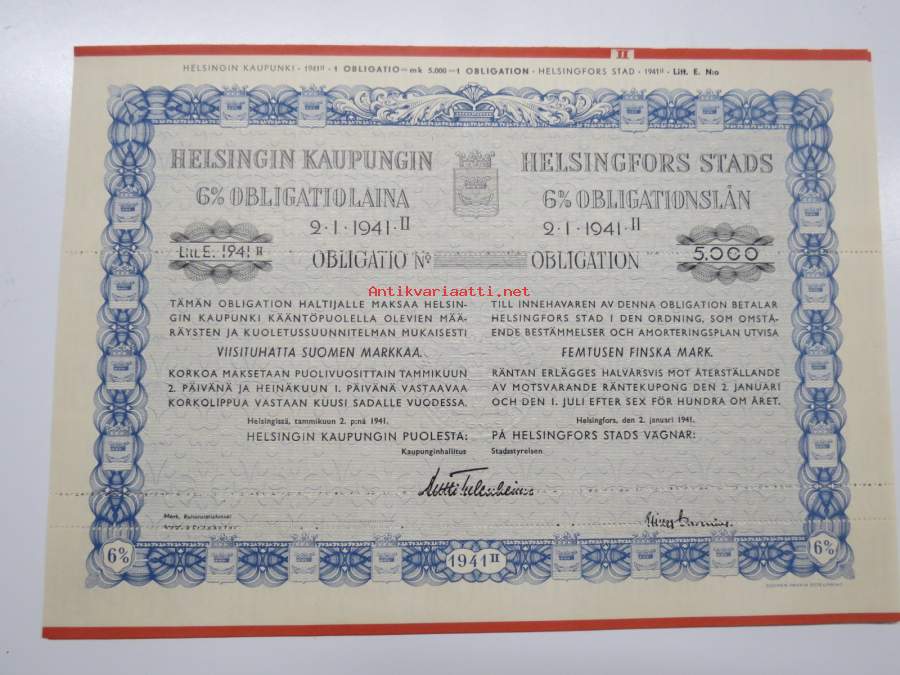 II
HELSINGIN KAUPUNKI · 1941 II · 1 OBLIGATIO = mk 5.000 = 1 OBLIGATION · HELSINGFORS STAD · 1941 II · Litt. E. N:o
HELSINGIN KAUPUNGIN
6% OBLIGATIOLAINA
2·I·1941·II
Litt. E. 1941 II
OBLIGATIO No
HELSINGFORS STADS
6% OBLIGATIONSLÅN
2·I·1941·II
OBLIGATION
5.000
Antikvariaatti.net
TÄMÄN OBLIGATION HALTIJALLE MAKSAA HELSIN-
GIN KAUPUNKI KÄÄNTÖPUOLELLA OLEVIEN MÄÄ-
RÄYSTEN JA KUOLETUSSUUNNITELMAN MUKAISESTI
VIISITUHATTA SUOMEN MARKKAA.
KORKOA MAKSETAAN PUOLIVUOSITTAIN TAMMIKUUN
2. PÄIVÄNÄ JA HEINÄKUUN 1. PÄIVÄNÄ VASTAAVAA
KORKOLIPPUA VASTAAN KUUSI SADALLE VUODESSA.
Helsingissä, tammikuun 2. p:nä 1941.
HELSINGIN KAUPUNGIN PUOLESTA:
Kaupunginhallitus
TILL INNEHAVAREN AV DENNA OBLIGATION BETALAR
HELSINGFORS STAD I DEN ORDNING, SOM OMSTÅ-
ENDE BESTÄMMELSER OCH AMORTERINGSPLAN UTVISA
FEMTUSEN FINSKA MARK.
RÄNTAN ERLÄGGES HALVÅRSVIS MOT ÅTERSTÄLLANDE
AV MOTSVARANDE RÄNTEKUPONG DEN 2. JANUARI
OCH DEN 1. JULI EFTER SEX FÖR HUNDRA OM ÅRET.
Helsingfors, den 2. januari 1941.
PÅ HELSINGFORS STADS VÄGNAR:
Stadsstyrelsen
6%
1941 II
6%